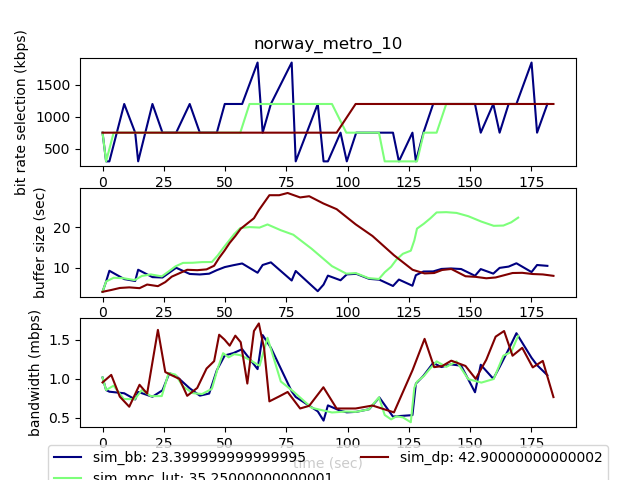 norway_metro_10
bit rate selection (kbps)
1500
1000
500
0 25 50 75 100 125 150 175
buffer size (sec)
20
10
0 25 50 75 100 125 150 175
bandwidth (mbps)
1.5
1.0
0.5
0 25 50 75 100 125 150 175
time (sec)
sim_bb: 23.399999999999995
sim_dp: 42.90000000000002
sim_mpc_lut: 35.25000000000001